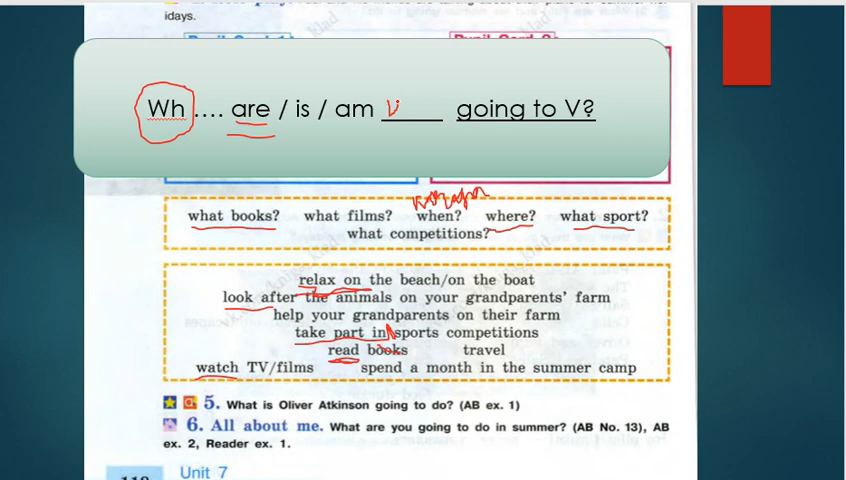 idays.
Wh .... are / is / am ____ going to V?
what books? what films? when? where? what sport?
what competitions?
relax on the beach/on the boat
look after the animals on your grandparents' farm
help your grandparents on their farm
take part in sports competitions
read books travel
watch TV/films spend a month in the summer camp
5. What is Oliver Atkinson going to do? (AB ex. 1)
6. All about me. What are you going to do in summer? (AB No. 13), AB
ex. 2, Reader ex. 1.
Unit 7